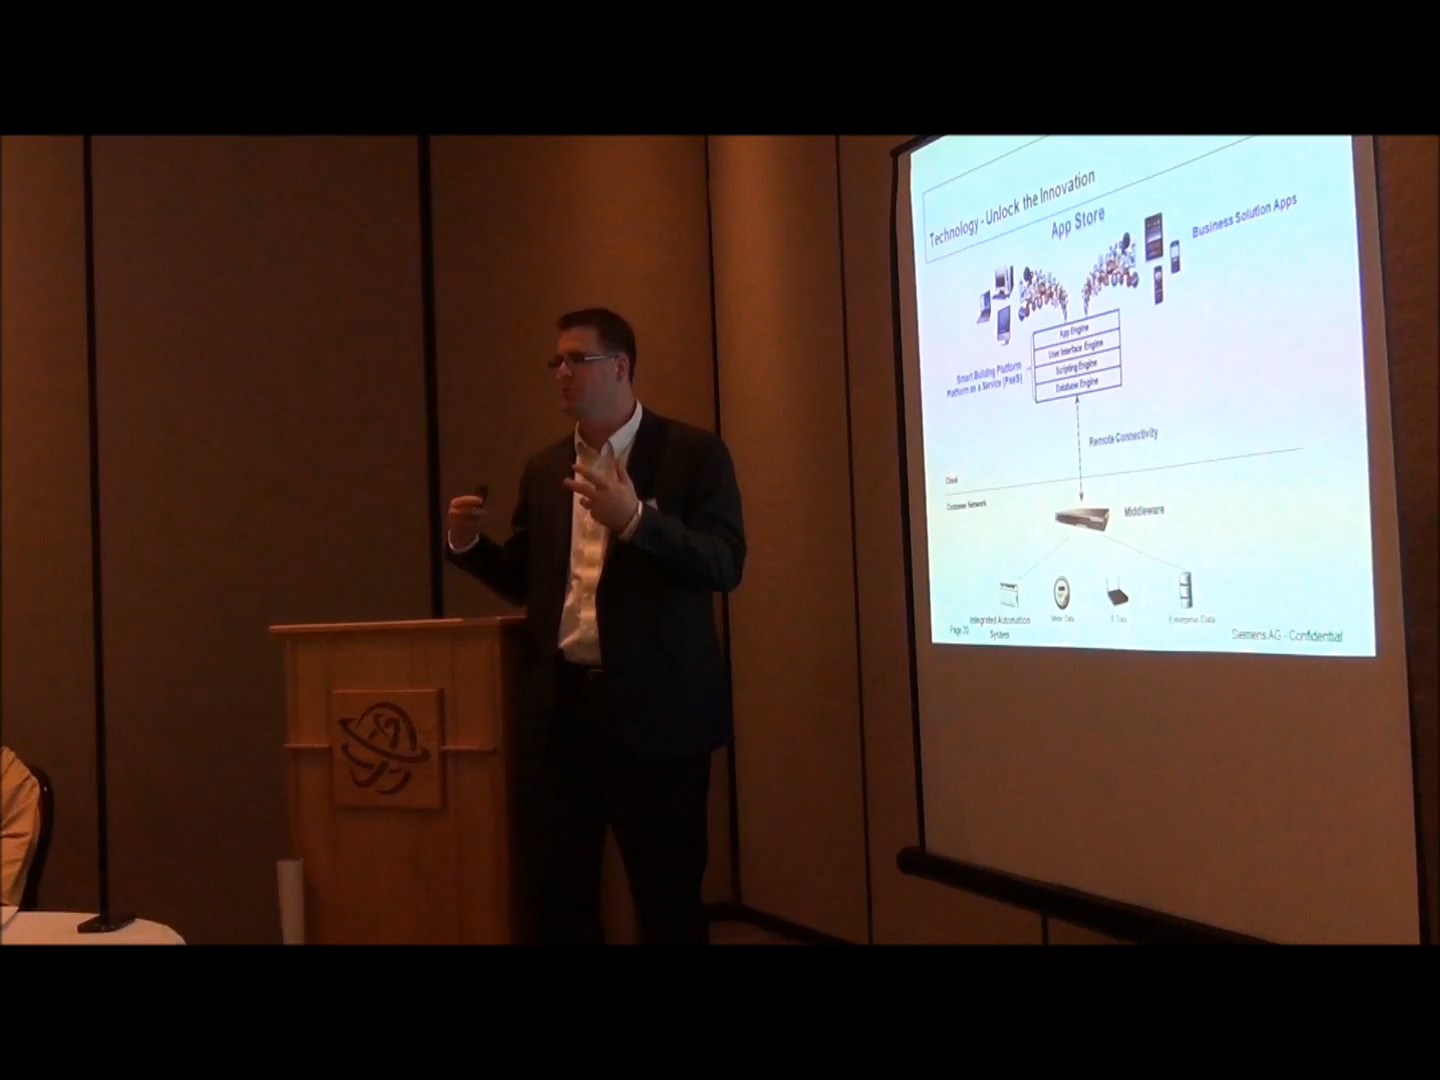 Technology - Unlock the Innovation
App Store
Business Solution Apps
App Engine
User Interface Engine
Scripting Engine
Database Engine
Smart Building Platform
Platform as a Service (PaaS)
Remote Connectivity
Cloud
Customer Network
Middleware
Integrated Automation
System
Meter Data
IT Data
Enterprise Data
Page 20
Siemens AG - Confidential